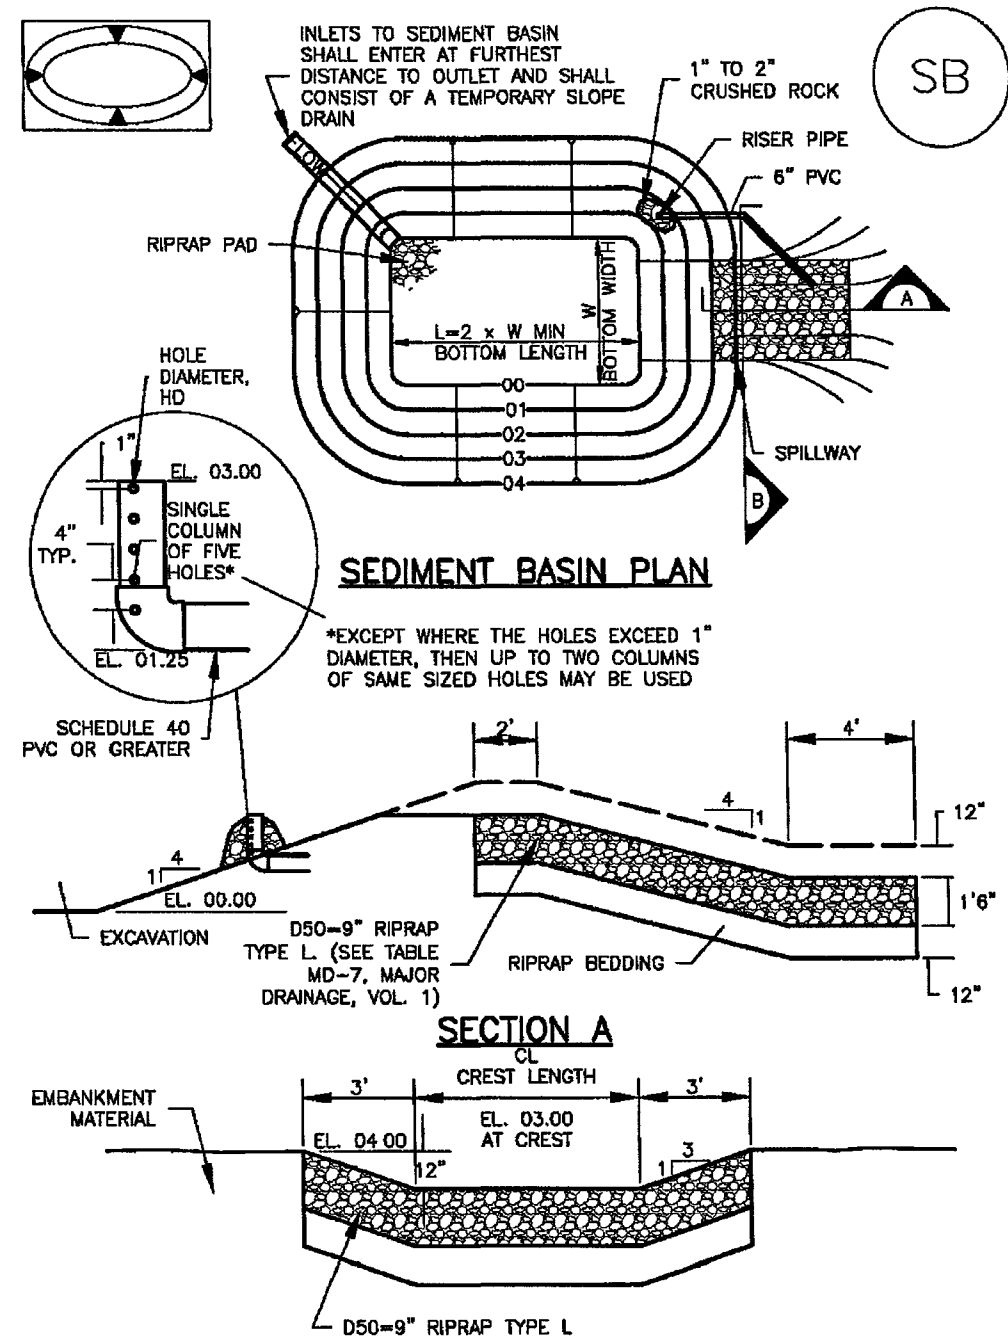 INLETS TO SEDIMENT BASIN
SHALL ENTER AT FURTHEST
DISTANCE TO OUTLET AND SHALL
CONSIST OF A TEMPORARY SLOPE
DRAIN
1" TO 2"
CRUSHED ROCK
SB
RISER PIPE
6" PVC
FLOW
RIPRAP PAD
W
BOTTOM WIDTH
L=2 x W MIN
BOTTOM LENGTH
A
00
01
02
03
04
SPILLWAY
B
HOLE
DIAMETER,
HD
1"
EL. 03.00
4"
TYP.
SINGLE
COLUMN
OF FIVE
HOLES*
EL. 01.25
SEDIMENT BASIN PLAN
*EXCEPT WHERE THE HOLES EXCEED 1"
DIAMETER, THEN UP TO TWO COLUMNS
OF SAME SIZED HOLES MAY BE USED
SCHEDULE 40
PVC OR GREATER
2'
4'
4
1
12"
4
1
EL. 00.00
EXCAVATION
1'6"
D50=9" RIPRAP
TYPE L. (SEE TABLE
MD-7, MAJOR
DRAINAGE, VOL. 1)
RIPRAP BEDDING
12"
SECTION A
CL
CREST LENGTH
3'
3'
EMBANKMENT
MATERIAL
EL. 04 00
EL. 03.00
AT CREST
12"
3
1
D50=9" RIPRAP TYPE L